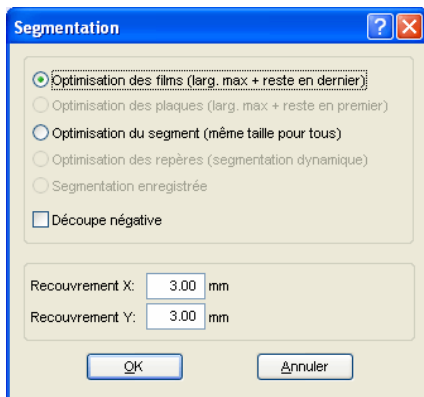 Segmentation
Optimisation des films (larg. max + reste en dernier)
Optimisation des plaques (larg. max + reste en premier)
Optimisation du segment (même taille pour tous)
Optimisation des repères (segmentation dynamique)
Segmentation enregistrée
Découpe négative
Recouvrement X: 3.00 mm
Recouvrement Y: 3.00 mm
OK Annuler